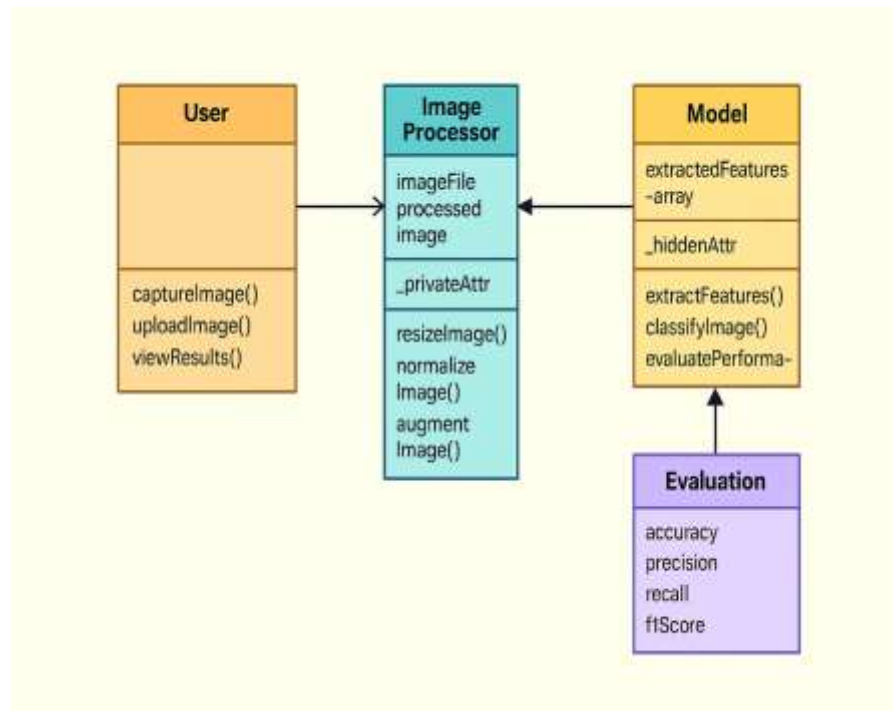 User
captureImage()
uploadImage()
viewResults()
Image
Processor
imageFile
processed
image
_privateAttr
resizeImage()
normalize
Image()
augment
Image()
Model
extractedFeatures
-array
_hiddenAttr
extractFeatures()
classifyImage()
evaluatePerforma-
Evaluation
accuracy
precision
recall
f1Score